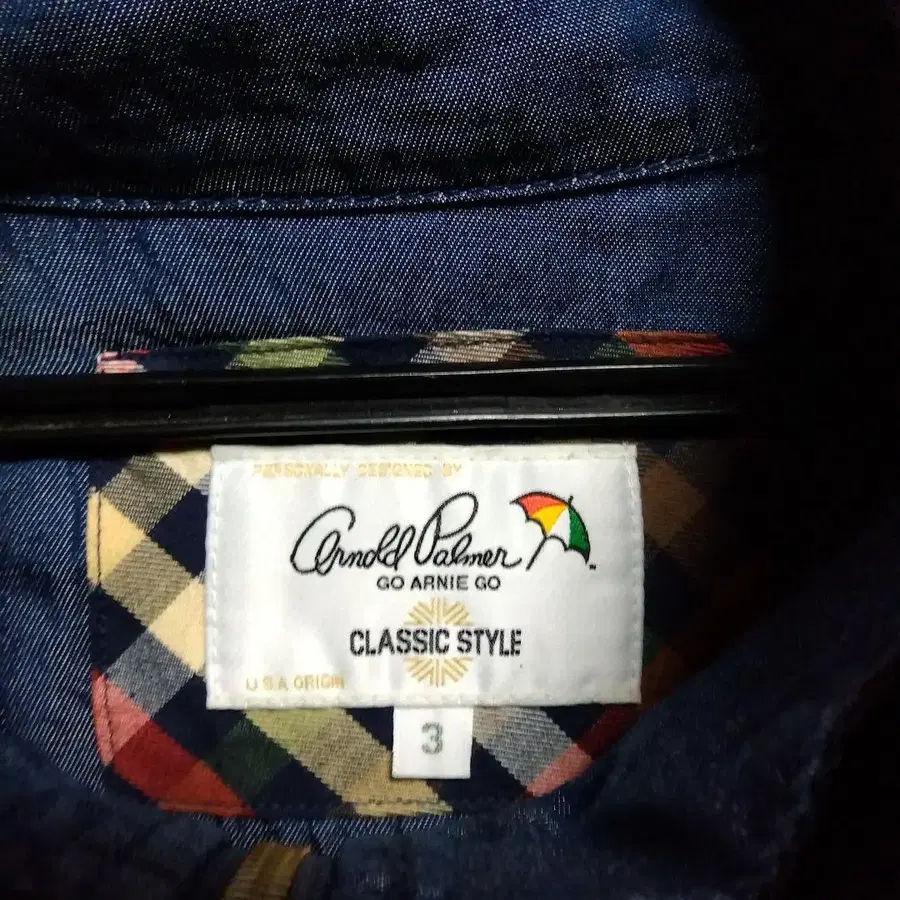 PERSONALLY DESIGNED BY
Arnold Palmer
GO ARNIE GO
CLASSIC STYLE
U.S.A. ORIGIN
3